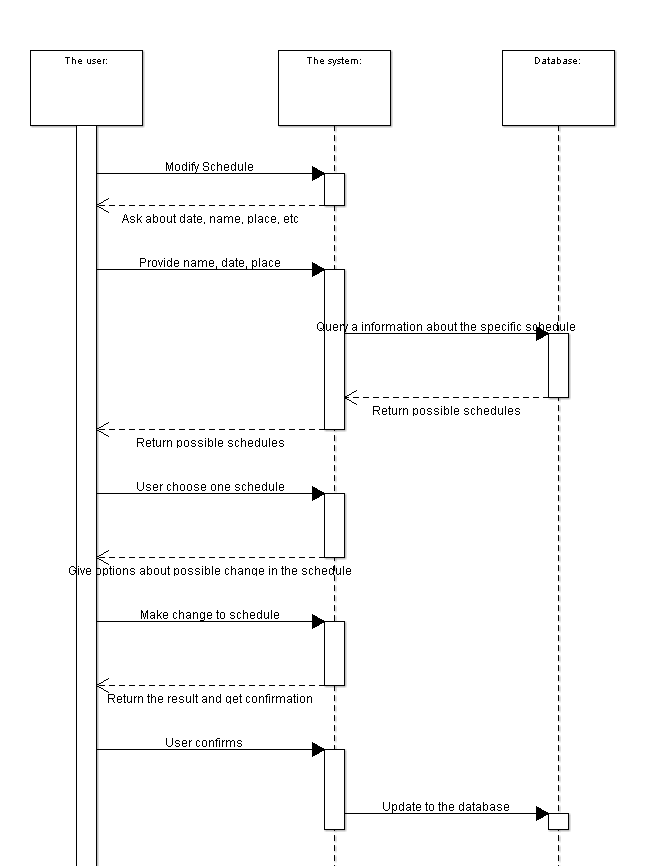 The user:
The system:
Database:
Modify Schedule
Ask about date, name, place, etc
Provide name, date, place
Query a information about the specific schedule
Return possible schedules
Return possible schedules
User choose one schedule
Give options about possible change in the schedule
Make change to schedule
Return the result and get confirmation
User confirms
Update to the database